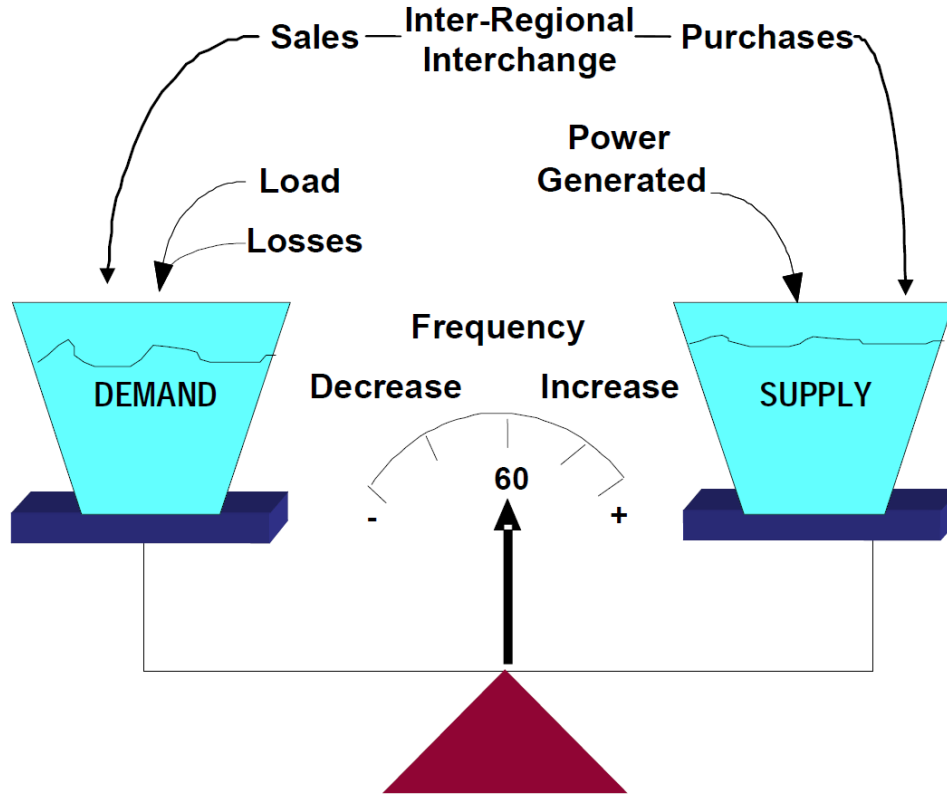 Sales
Inter-Regional
Interchange
Purchases
Power
Generated
Load
Losses
Frequency
Decrease
Increase
DEMAND
SUPPLY
60
-
+